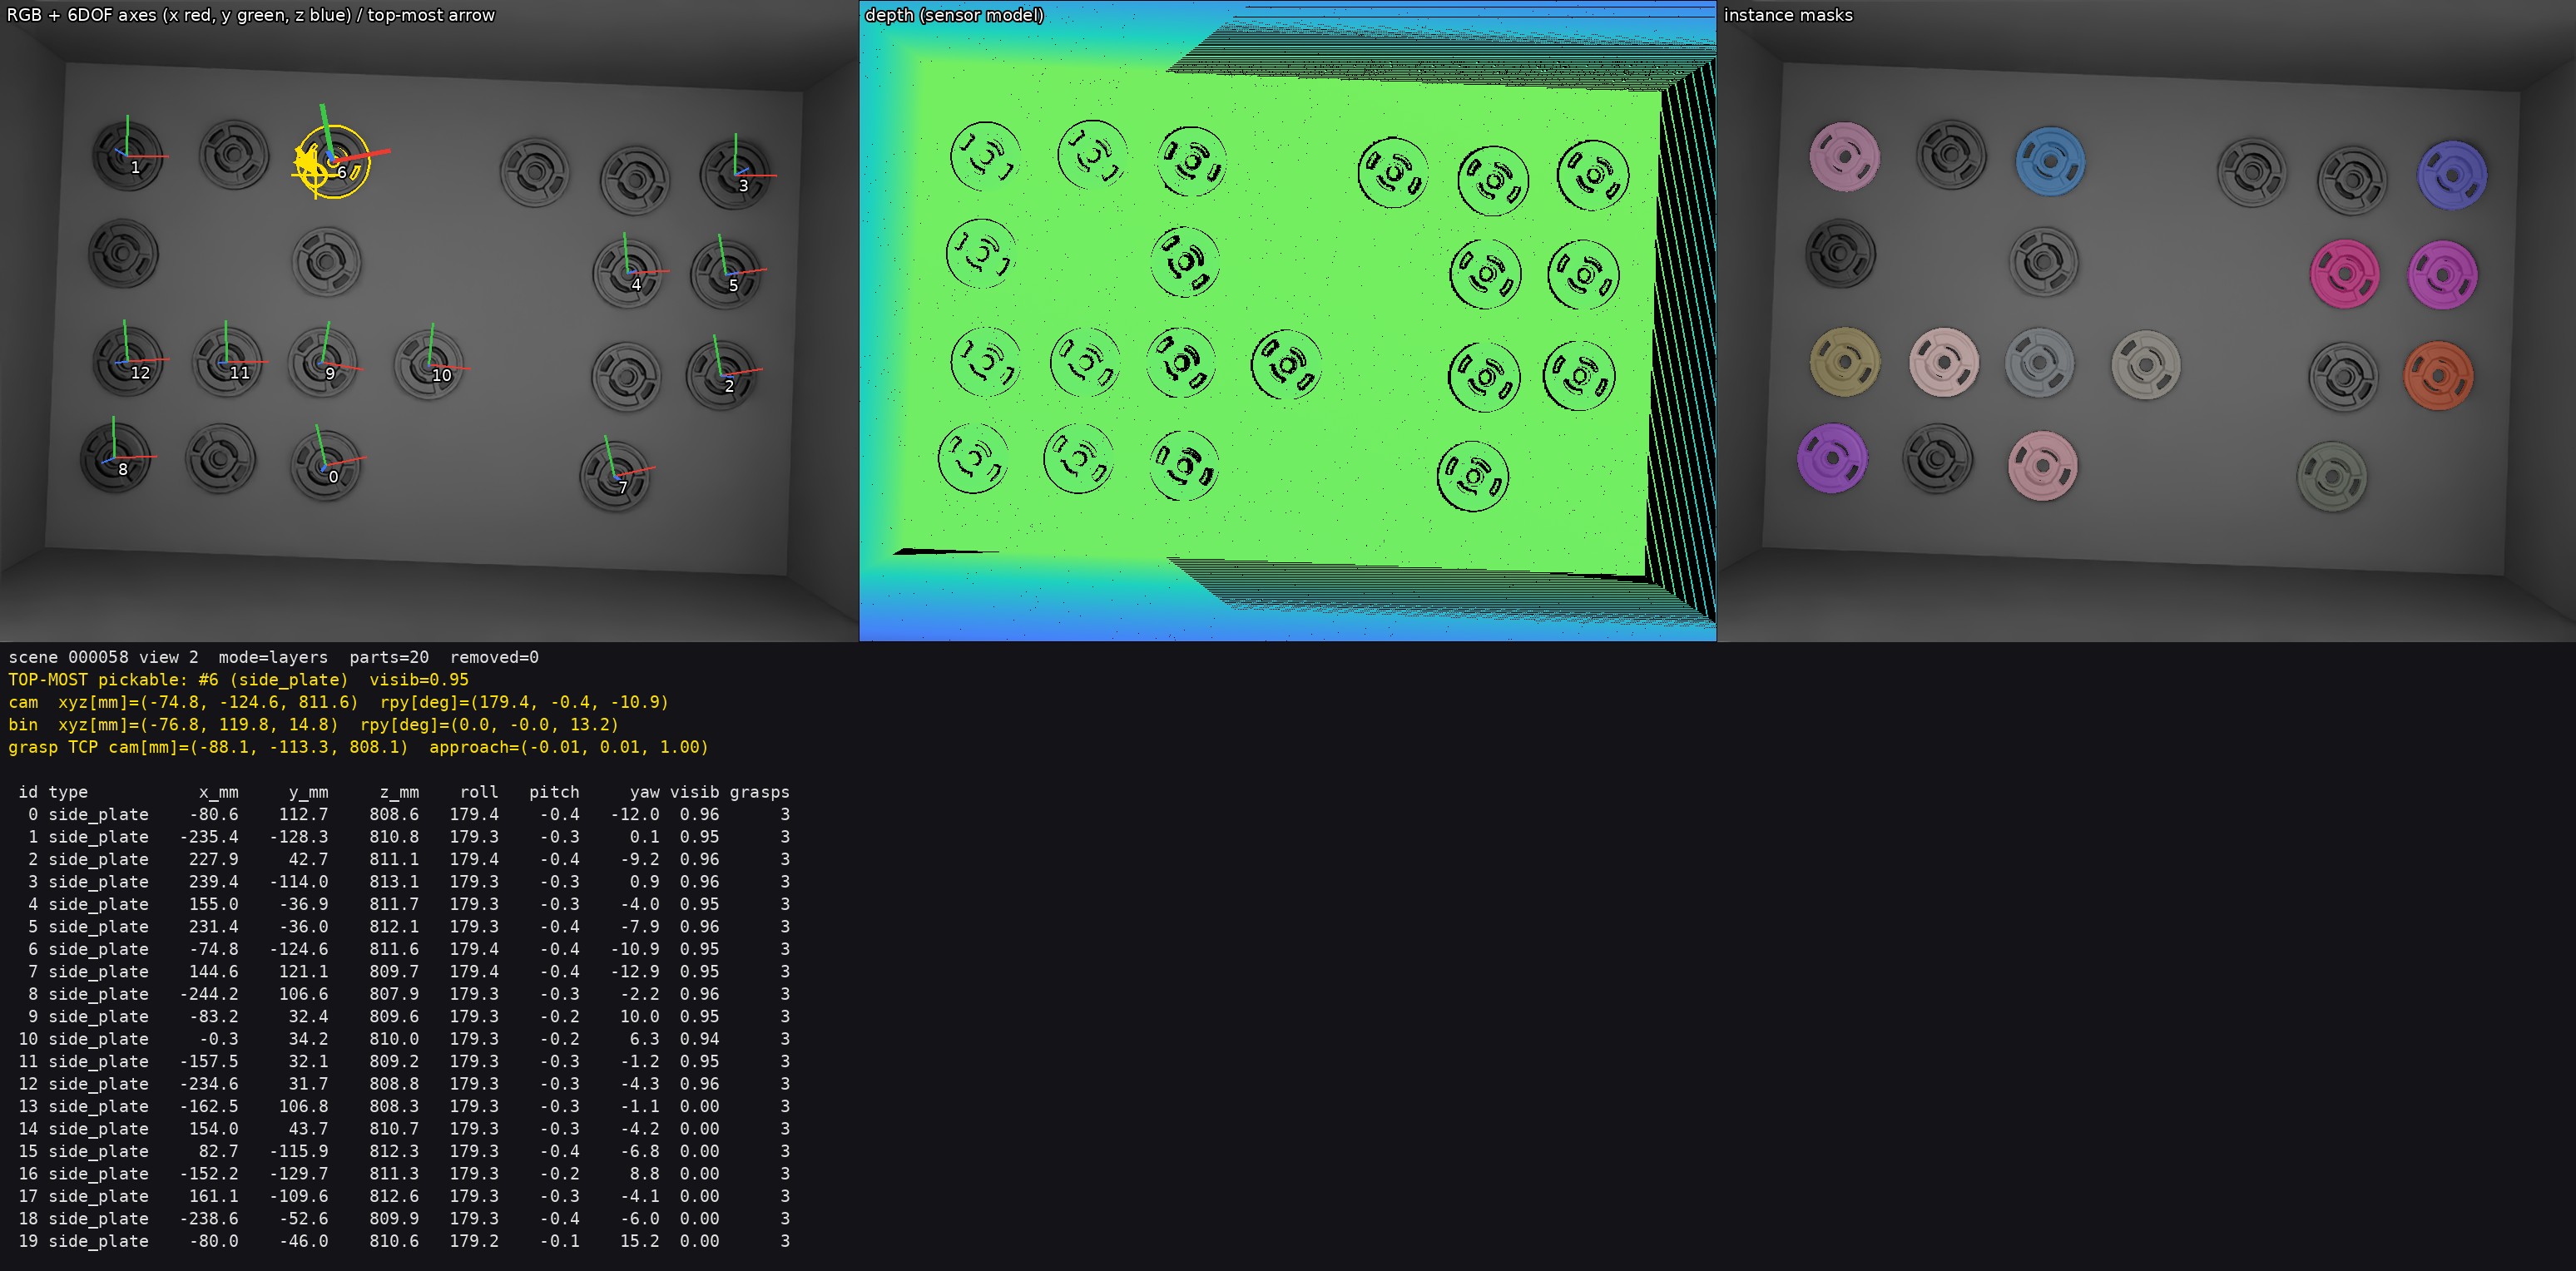 RGB + 6DOF axes (x red, y green, z blue) / top-most arrow
depth (sensor model)
instance masks
1
6
3
4
5
12
11
9
10
2
8
0
7
scene 000058 view 2  mode=layers  parts=20  removed=0
TOP-MOST pickable: #6 (side_plate)  visib=0.95
cam  xyz[mm]=(-74.8, -124.6, 811.6)  rpy[deg]=(179.4, -0.4, -10.9)
bin  xyz[mm]=(-76.8, 119.8, 14.8)  rpy[deg]=(0.0, -0.0, 13.2)
grasp TCP cam[mm]=(-88.1, -113.3, 808.1)  approach=(-0.01, 0.01, 1.00)
id type x_mm y_mm z_mm roll pitch yaw visib grasps
0 side_plate -80.6 112.7 808.6 179.4 -0.4 -12.0 0.96 3
1 side_plate -235.4 -128.3 810.8 179.3 -0.3 0.1 0.95 3
2 side_plate 227.9 42.7 811.1 179.4 -0.4 -9.2 0.96 3
3 side_plate 239.4 -114.0 813.1 179.3 -0.3 0.9 0.96 3
4 side_plate 155.0 -36.9 811.7 179.3 -0.3 -4.0 0.95 3
5 side_plate 231.4 -36.0 812.1 179.3 -0.4 -7.9 0.96 3
6 side_plate -74.8 -124.6 811.6 179.4 -0.4 -10.9 0.95 3
7 side_plate 144.6 121.1 809.7 179.4 -0.4 -12.9 0.95 3
8 side_plate -244.2 106.6 807.9 179.3 -0.3 -2.2 0.96 3
9 side_plate -83.2 32.4 809.6 179.3 -0.2 10.0 0.95 3
10 side_plate -0.3 34.2 810.0 179.3 -0.2 6.3 0.94 3
11 side_plate -157.5 32.1 809.2 179.3 -0.3 -1.2 0.95 3
12 side_plate -234.6 31.7 808.8 179.3 -0.3 -4.3 0.96 3
13 side_plate -162.5 106.8 808.3 179.3 -0.3 -1.1 0.00 3
14 side_plate 154.0 43.7 810.7 179.3 -0.3 -4.2 0.00 3
15 side_plate 82.7 -115.9 812.3 179.3 -0.4 -6.8 0.00 3
16 side_plate -152.2 -129.7 811.3 179.3 -0.2 8.8 0.00 3
17 side_plate 161.1 -109.6 812.6 179.3 -0.3 -4.1 0.00 3
18 side_plate -238.6 -52.6 809.9 179.3 -0.4 -6.0 0.00 3
19 side_plate -80.0 -46.0 810.6 179.2 -0.1 15.2 0.00 3